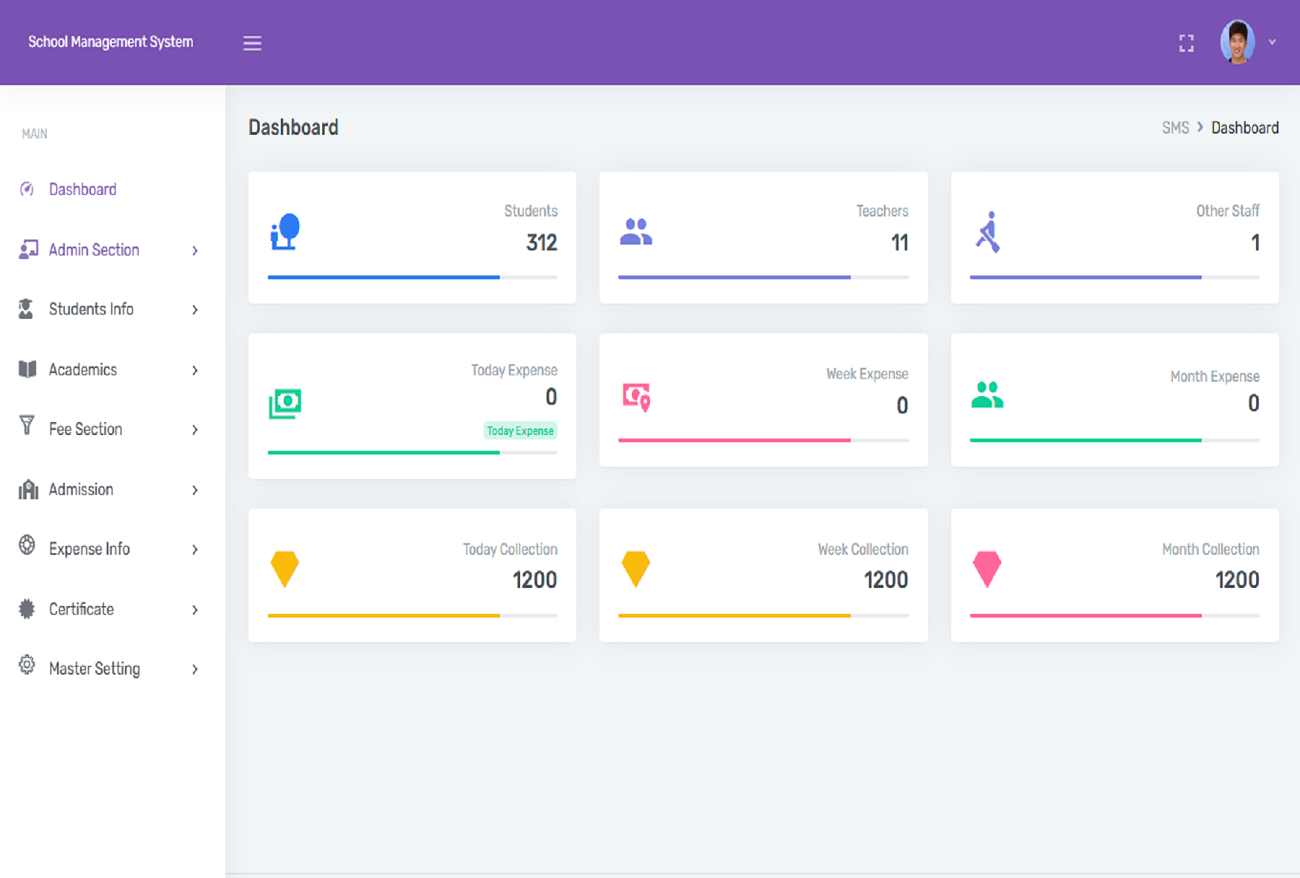 School Management System
MAIN
Dashboard
Admin Section
Students Info
Academics
Fee Section
Admission
Expense Info
Certificate
Master Setting
Dashboard
SMS > Dashboard
Students
312
Teachers
11
Other Staff
1
Today Expense
0
Today Expense
Week Expense
0
Month Expense
0
Today Collection
1200
Week Collection
1200
Month Collection
1200